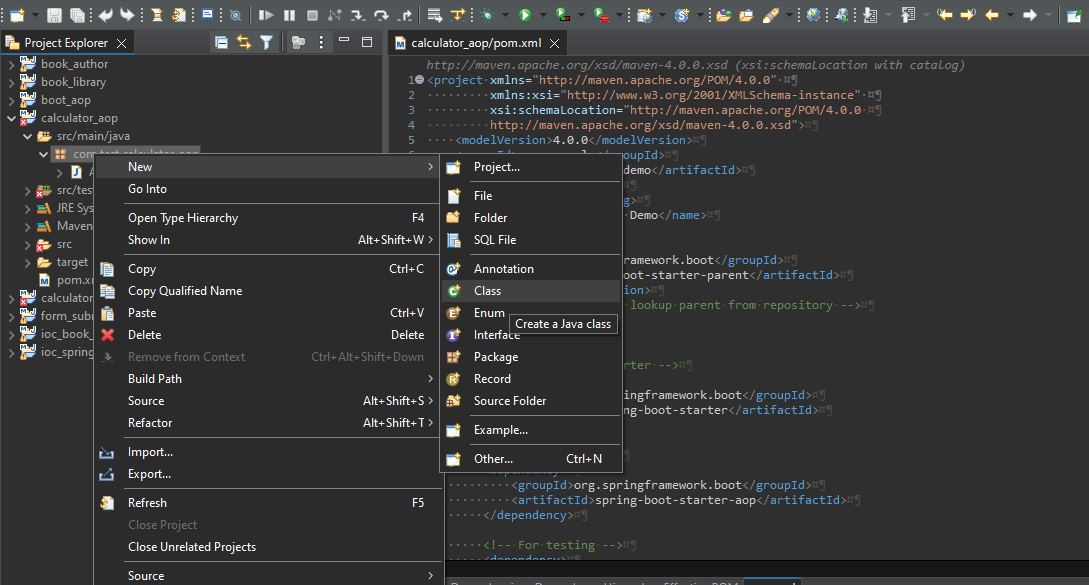 Project Explorer
calculator_aop/pom.xml
book_author
book_library
boot_aop
calculator_aop
src/main/java
JRE Sys
Maven
src
target
pom.xm
calculator
form_subm
ioc_book_
ioc_spring
New
Go Into
Open Type Hierarchy F4
Show In Alt+Shift+W
Copy Ctrl+C
Copy Qualified Name
Paste Ctrl+V
Delete Delete
Remove from Context Ctrl+Alt+Shift+Down
Build Path
Source Alt+Shift+S
Refactor Alt+Shift+T
Import...
Export...
Refresh F5
Close Project
Close Unrelated Projects
Source
Project...
File
Folder
SQL File
Annotation
Class
Enum
Create a Java class
Interface
Package
Record
Source Folder
Example...
Other... Ctrl+N
http://maven.apache.org/xsd/maven-4.0.0.xsd (xsi:schemaLocation with catalog)
1 <project xmlns="http://maven.apache.org/POM/4.0.0"
2 xmlns:xsi="http://www.w3.org/2001/XMLSchema-instance"
3 xsi:schemaLocation="http://maven.apache.org/POM/4.0.0
4 http://maven.apache.org/xsd/maven-4.0.0.xsd">
5 <modelVersion>4.0.0</modelVersion>
</groupId>
demo</artifactId>
Demo</name>
ramework.boot</groupId>
oot-starter-parent</artifactId>
ion>
lookup parent from repository -->
rter -->
ingframework.boot</groupId>
ng-boot-starter</artifactId>
<groupId>org.springframework.boot</groupId>
<artifactId>spring-boot-starter-aop</artifactId>
</dependency>
<!-- For testing -->
<dependency>